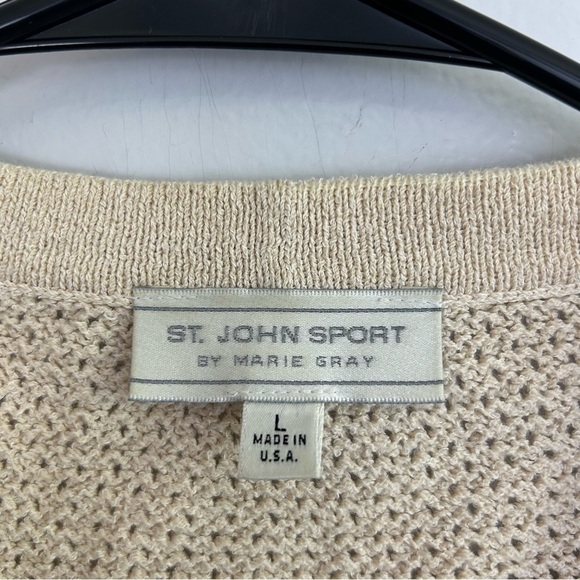 ST. JOHN SPORT
BY MARIE GRAY
L
MADE IN
U.S.A.